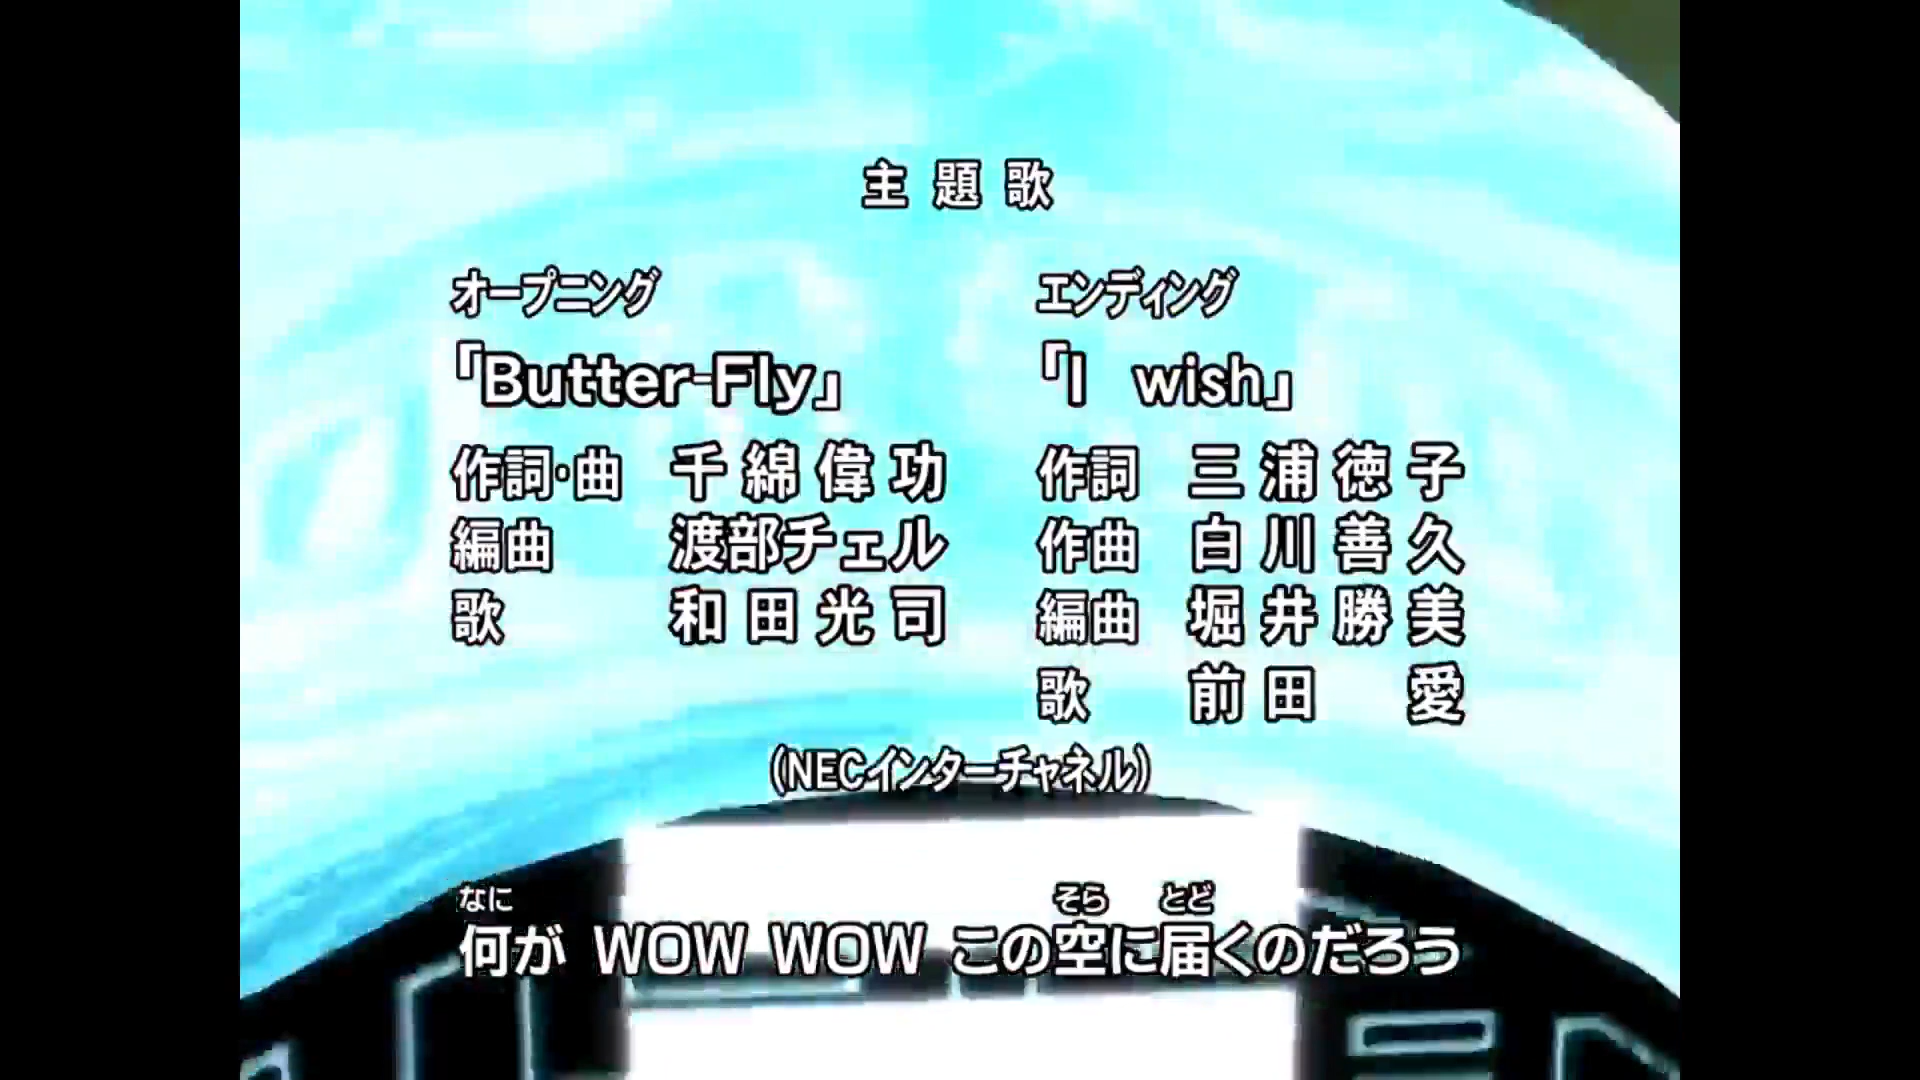 主題歌
オープニング
「Butter-Fly」
作詞・曲 千綿偉功
編曲 渡部チェル
歌 和田光司
エンディング
「I wish」
作詞 三浦徳子
作曲 白川善久
編曲 堀井勝美
歌 前田 愛
(NECインターチャネル)
なに そら とど
何が WOW WOW この空に届くのだろう